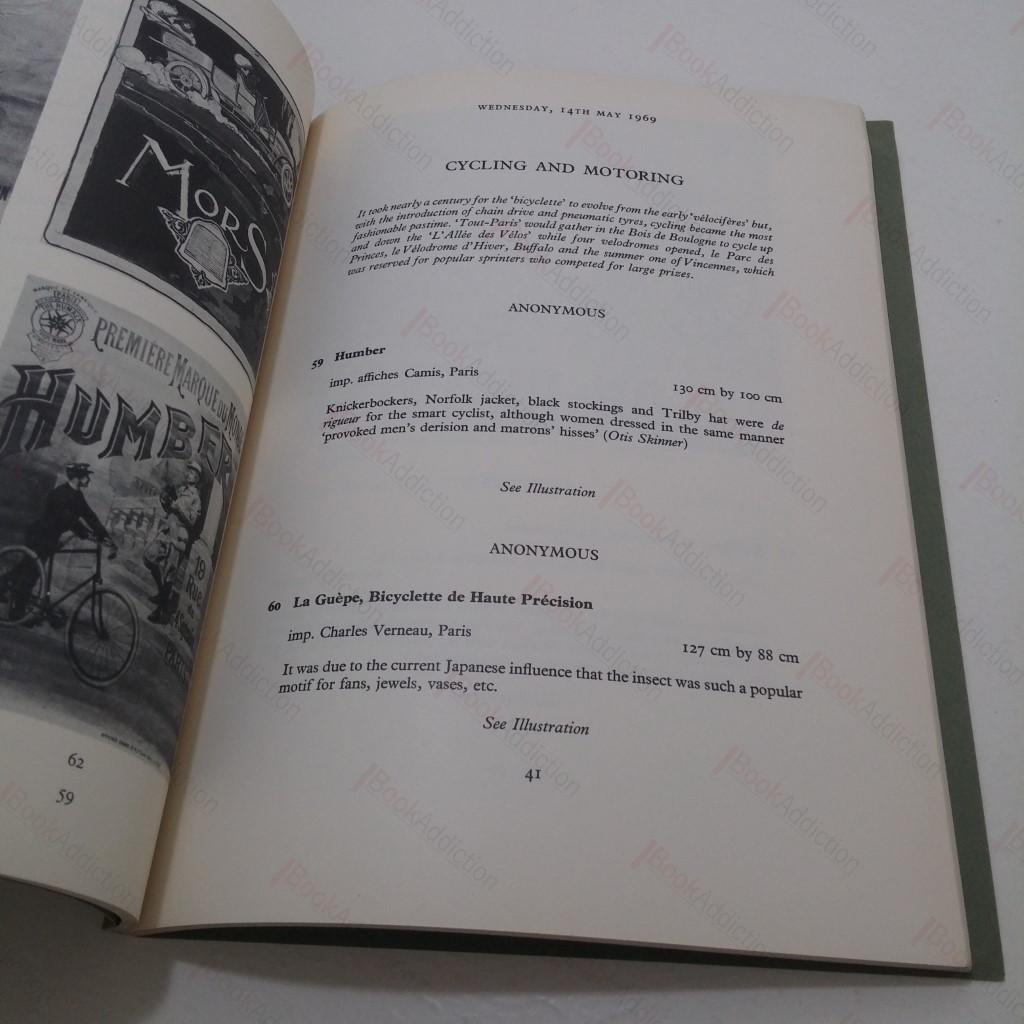 MORS
PREMIÈRE MARQUE DU
HUMBER
18
Rue
62
59
WEDNESDAY, 14TH MAY 1969
CYCLING AND MOTORING
It took nearly a century for the 'bicyclette' to evolve from the early 'vélocifères' but,
with the introduction of chain drive and pneumatic tyres, cycling became the most
fashionable pastime. 'Tout-Paris' would gather in the Bois de Boulogne to cycle up
and down the 'L'Allée des Vélos' while four velodromes opened, le Parc des
Princes, le Vélodrome d'Hiver, Buffalo and the summer one of Vincennes, which
was reserved for popular sprinters who competed for large prizes.
ANONYMOUS
59 Humber
imp. affiches Camis, Paris
130 cm by 100 cm
Knickerbockers, Norfolk jacket, black stockings and Trilby hat were de
rigueur for the smart cyclist, although women dressed in the same manner
'provoked men's derision and matrons' hisses' (Otis Skinner)
See Illustration
ANONYMOUS
60 La Guèpe, Bicyclette de Haute Précision
imp. Charles Verneau, Paris
127 cm by 88 cm
It was due to the current Japanese influence that the insect was such a popular
motif for fans, jewels, vases, etc.
See Illustration
41
BookAddiction